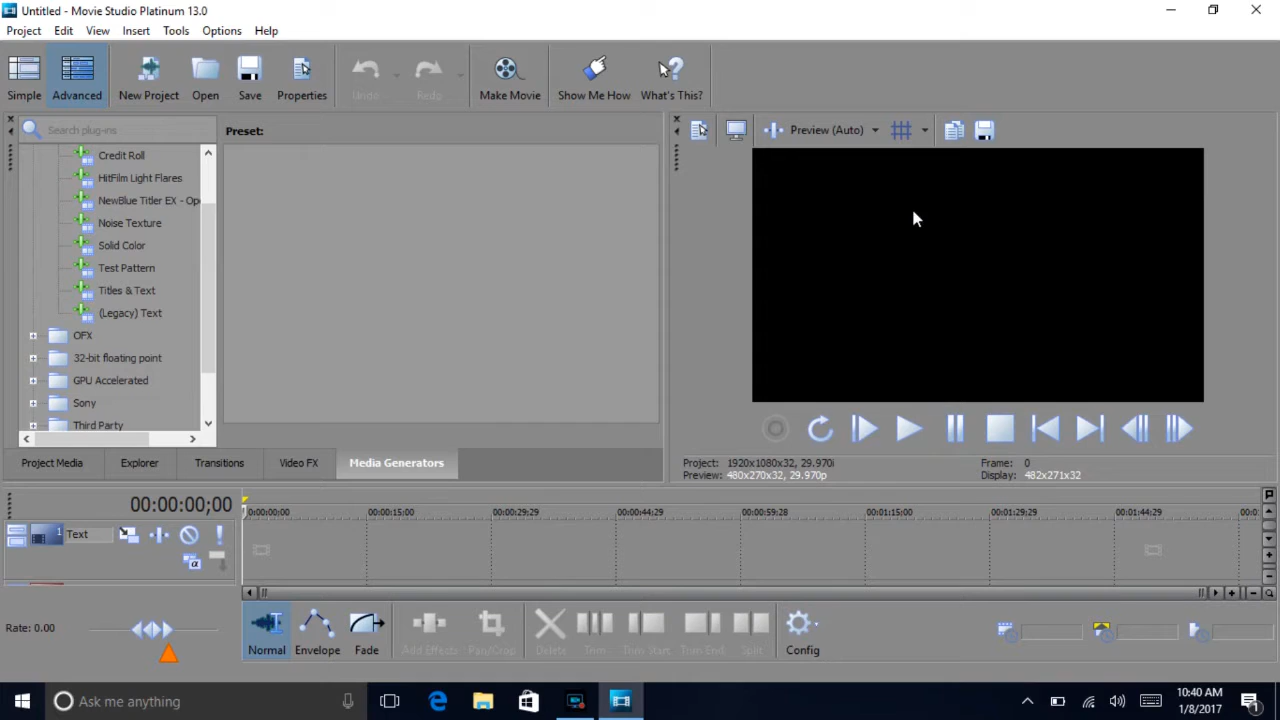 Untitled - Movie Studio Platinum 13.0
Project Edit View Insert Tools Options Help
Simple Advanced New Project Open Save Properties Undo Redo Make Movie Show Me How What's This?
Search plug-ins
Preset:
Preview (Auto)
Credit Roll
HitFilm Light Flares
NewBlue Titler EX - Op
Noise Texture
Solid Color
Test Pattern
Titles & Text
(Legacy) Text
OFX
32-bit floating point
GPU Accelerated
Sony
Third Party
Project Media Explorer Transitions Video FX Media Generators
Project: 1920x1080x32, 29.970i Frame: 0
Preview: 480x270x32, 29.970p Display: 482x271x32
00:00:00;00
0:00:00;00 00:00:15;00 00:00:29;29 00:00:44;29 00:00:59;28 00:01:15;00 00:01:29;29 00:01:44;29 00:0
1 Text
Rate: 0.00
Normal Envelope Fade Add Effects Pan/Crop Delete Trim Trim Start Trim End Split Config
Ask me anything
10:40 AM
1/8/2017
1